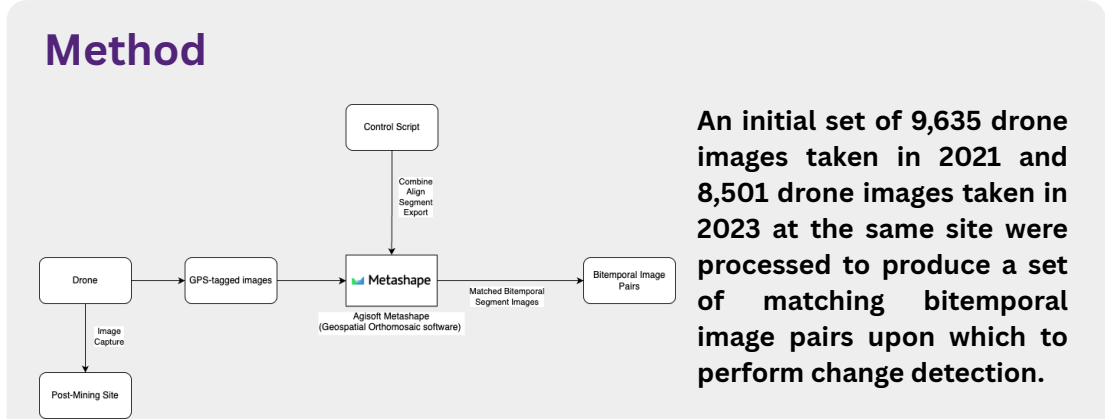 Method
Control Script
Combine
Align
Segment
Export
Drone
GPS-tagged images
Metashape
Matched Bitemporal
Segment Images
Bitemporal Image
Pairs
Agisoft Metashape
(Geospatial Orthomosaic software)
Image
Capture
Post-Mining Site
An initial set of 9,635 drone
images taken in 2021 and
8,501 drone images taken in
2023 at the same site were
processed to produce a set
of matching bitemporal
image pairs upon which to
perform change detection.